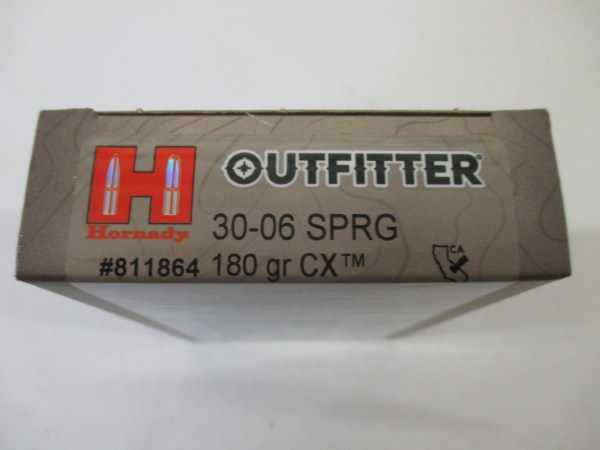 H OUTFITTER®
Hornady®
30-06 SPRG
#811864 180 gr CX™
CA